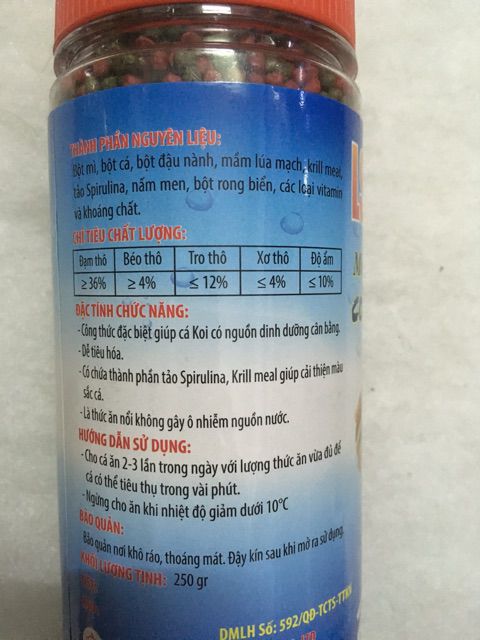 THÀNH PHẦN NGUYÊN LIỆU:
Bột mì, bột cá, bột đậu nành, mầm lúa mạch, krill meal,
tảo Spirulina, nấm men, bột rong biển, các loại vitamin
và khoáng chất.
CHỈ TIÊU CHẤT LƯỢNG:
Đạm thô Béo thô Tro thô Xơ thô Độ ẩm
≥ 36% ≥ 4% ≤ 12% ≤ 4% ≤ 10%
ĐẶC TÍNH CHỨC NĂNG:
- Công thức đặc biệt giúp cá Koi có nguồn dinh dưỡng cân bằng.
- Dễ tiêu hóa.
- Có chứa thành phần tảo Spirulina, Krill meal giúp cải thiện màu
sắc cá.
- Là thức ăn nổi không gây ô nhiễm nguồn nước.
HƯỚNG DẪN SỬ DỤNG:
- Cho cá ăn 2-3 lần trong ngày với lượng thức ăn vừa đủ để
cá có thể tiêu thụ trong vài phút.
- Ngừng cho ăn khi nhiệt độ giảm dưới 10°C
BẢO QUẢN:
Bảo quản nơi khô ráo, thoáng mát. Đậy kín sau khi mở ra sử dụng.
KHỐI LƯỢNG TỊNH: 250 gr
DMLH Số: 592/QĐ-TCTS-TTKN